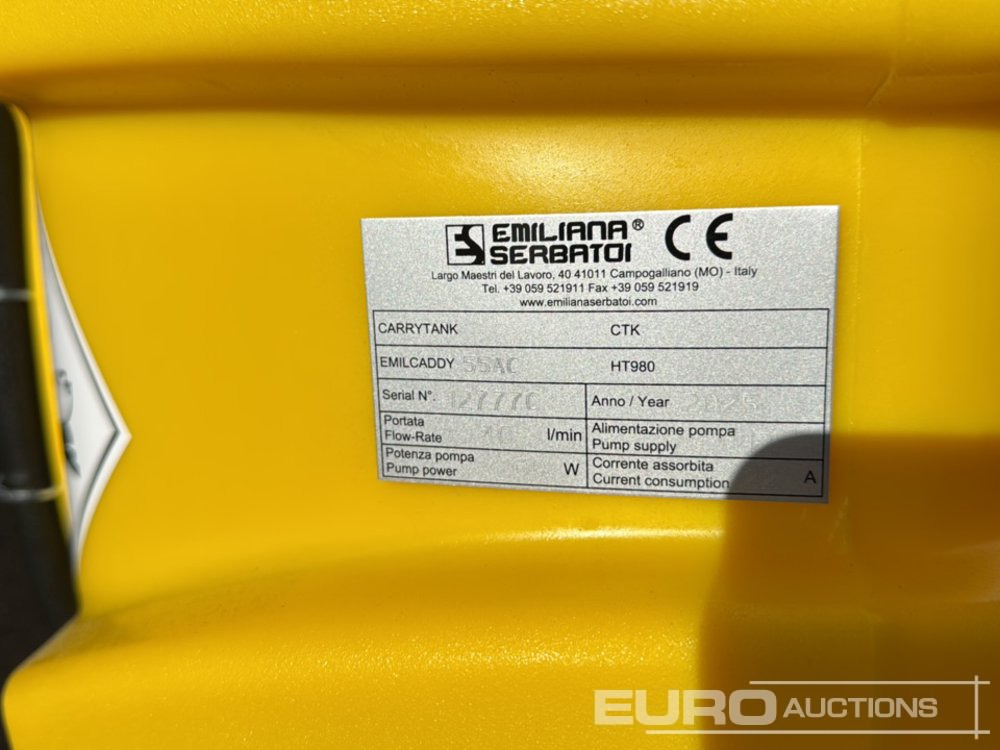 EMILIANA®
SERBATOI
CE
Largo Maestri del Lavoro, 40 41011 Campogalliano (MO) - Italy
Tel. +39 059 521911 Fax +39 059 521919
www.emilianaserbatoi.com
CARRYTANK CTK
EMILCADDY 55AC HT980
Serial N°. Anno / Year 2025
Portata
Flow-Rate l/min
Alimentazione pompa
Pump supply
Potenza pompa
Pump power W
Corrente assorbita
Current consumption A
EURO AUCTIONS